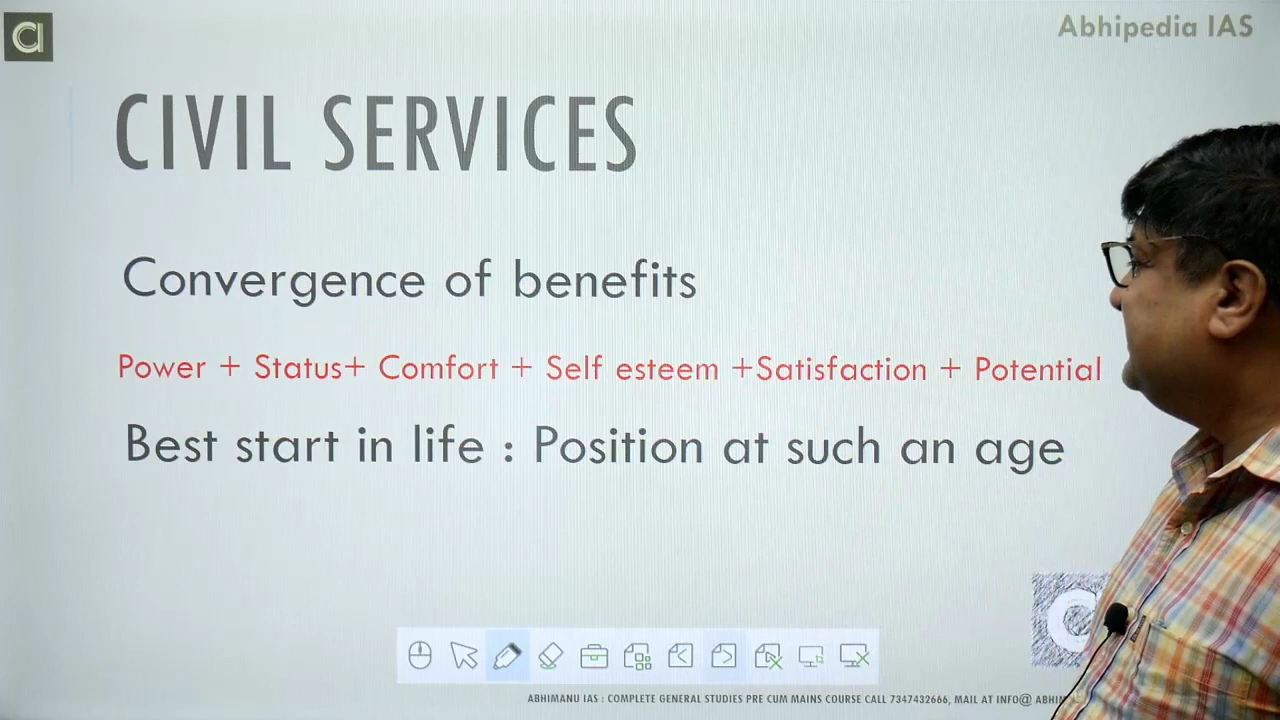 Abhipedia IAS
CIVIL SERVICES
Convergence of benefits
Power + Status+ Comfort + Self esteem +Satisfaction + Potential
Best start in life : Position at such an age
ABHIMANU IAS : COMPLETE GENERAL STUDIES PRE CUM MAINS COURSE CALL 7347432666, MAIL AT INFO@